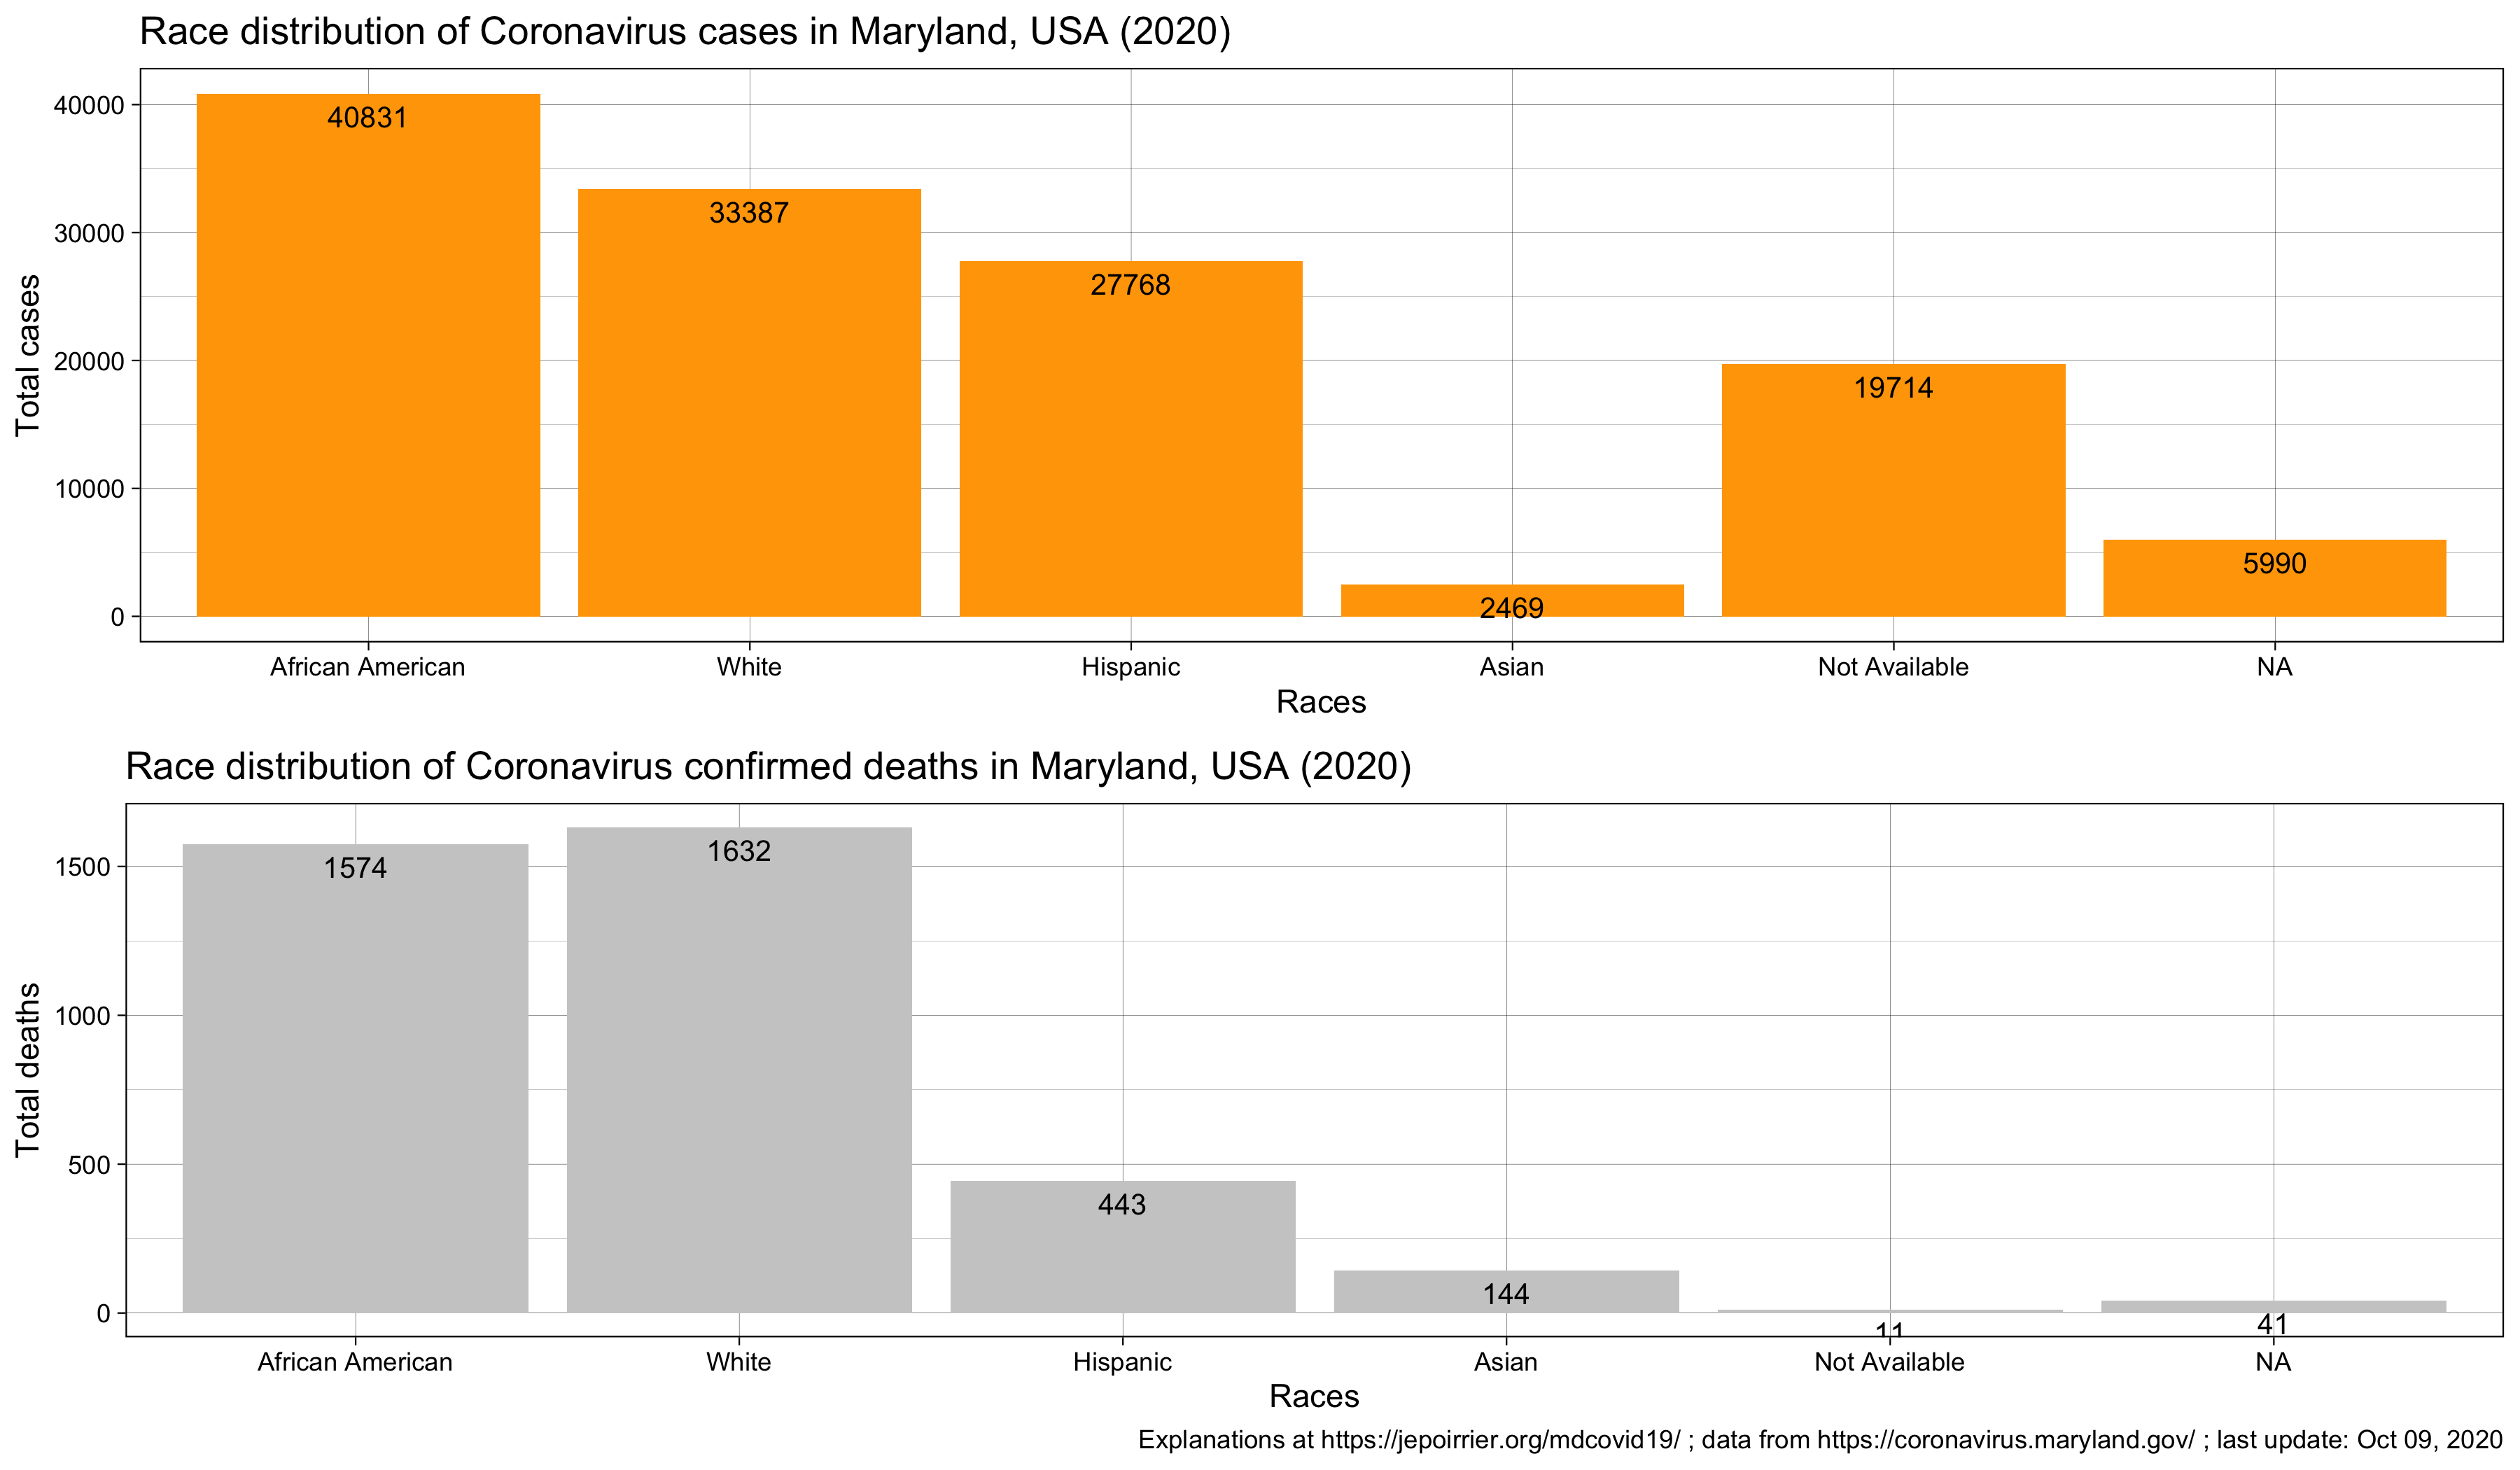 Race distribution of Coronavirus cases in Maryland, USA (2020)
Total cases
40000
30000
20000
10000
0
40831
33387
27768
2469
19714
5990
African American
White
Hispanic
Asian
Not Available
NA
Races
Race distribution of Coronavirus confirmed deaths in Maryland, USA (2020)
Total deaths
1500
1000
500
0
1574
1632
443
144
11
41
African American
White
Hispanic
Asian
Not Available
NA
Races
Explanations at https://jepoirrier.org/mdcovid19/ ; data from https://coronavirus.maryland.gov/ ; last update: Oct 09, 2020